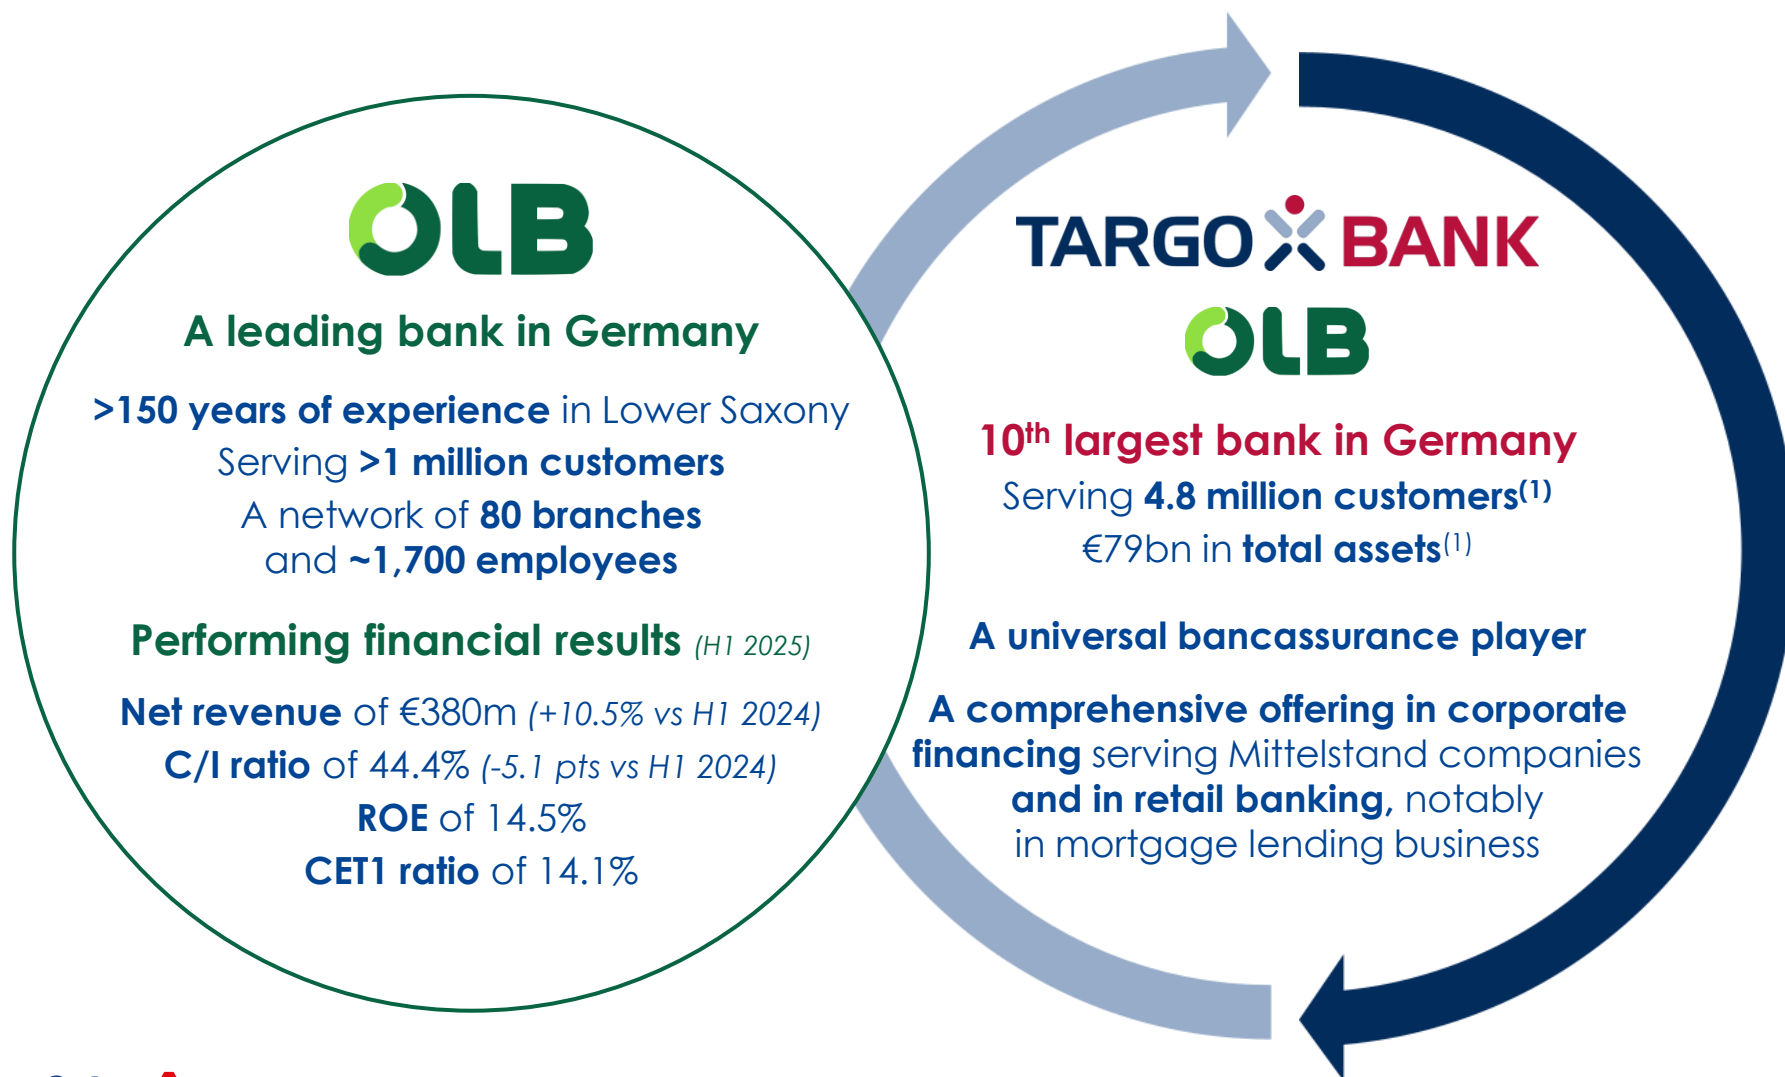 OLB
A leading bank in Germany
>150 years of experience in Lower Saxony
Serving >1 million customers
A network of 80 branches
and ~1,700 employees
Performing financial results (H1 2025)
Net revenue of €380m (+10.5% vs H1 2024)
C/I ratio of 44.4% (-5.1 pts vs H1 2024)
ROE of 14.5%
CET1 ratio of 14.1%
TARGO BANK
OLB
10th largest bank in Germany
Serving 4.8 million customers(1)
€79bn in total assets(1)
A universal bancassurance player
A comprehensive offering in corporate
financing serving Mittelstand companies
and in retail banking, notably
in mortgage lending business